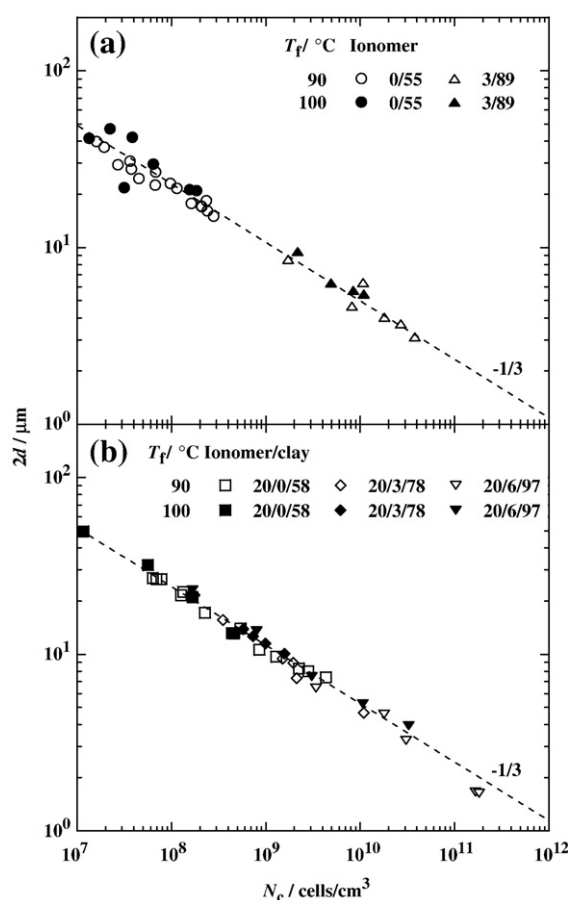 (a)
T_f/ °C Ionomer
90 ○ 0/55 △ 3/89
100 ● 0/55 ▲ 3/89
10²
10¹
10⁰
-1/3
2d / μm
(b)
T_f/ °C Ionomer/clay
90 □ 20/0/58 ◇ 20/3/78 ▽ 20/6/97
100 ■ 20/0/58 ◆ 20/3/78 ▼ 20/6/97
10²
10¹
10⁰
-1/3
10⁷ 10⁸ 10⁹ 10¹⁰ 10¹¹ 10¹²
N_c / cells/cm³